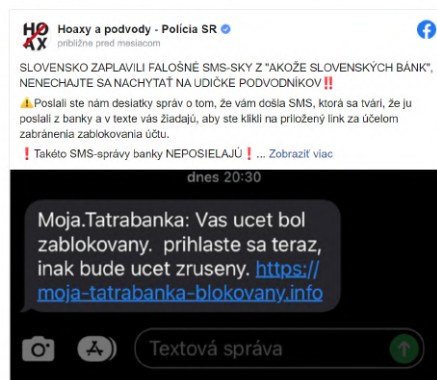 HO
AX
Hoaxy a podvody - Polícia SR
približne pred mesiacom
SLOVENSKO ZAPLAVILI FALOŠNÉ SMS-SKY Z "AKOŽE SLOVENSKÝCH BÁNK",
NENECHAJTE SA NACHYTAŤ NA UDIČKE PODVODNÍKOV‼️
⚠️Poslali ste nám desiatky správ o tom, že vám došla SMS, ktorá sa tvári, že ju
poslali z banky a v texte vás žiadajú, aby ste klikli na priložený link za účelom
zabránenia zablokovania účtu.
❗Takéto SMS-správy banky NEPOSIELAJÚ❗... Zobraziť viac
dnes 20:30
Moja.Tatrabanka: Vas ucet bol
zablokovany. prihlaste sa teraz,
inak bude ucet zruseny. https://
moja-tatrabanka-blokovany.info
Textová správa